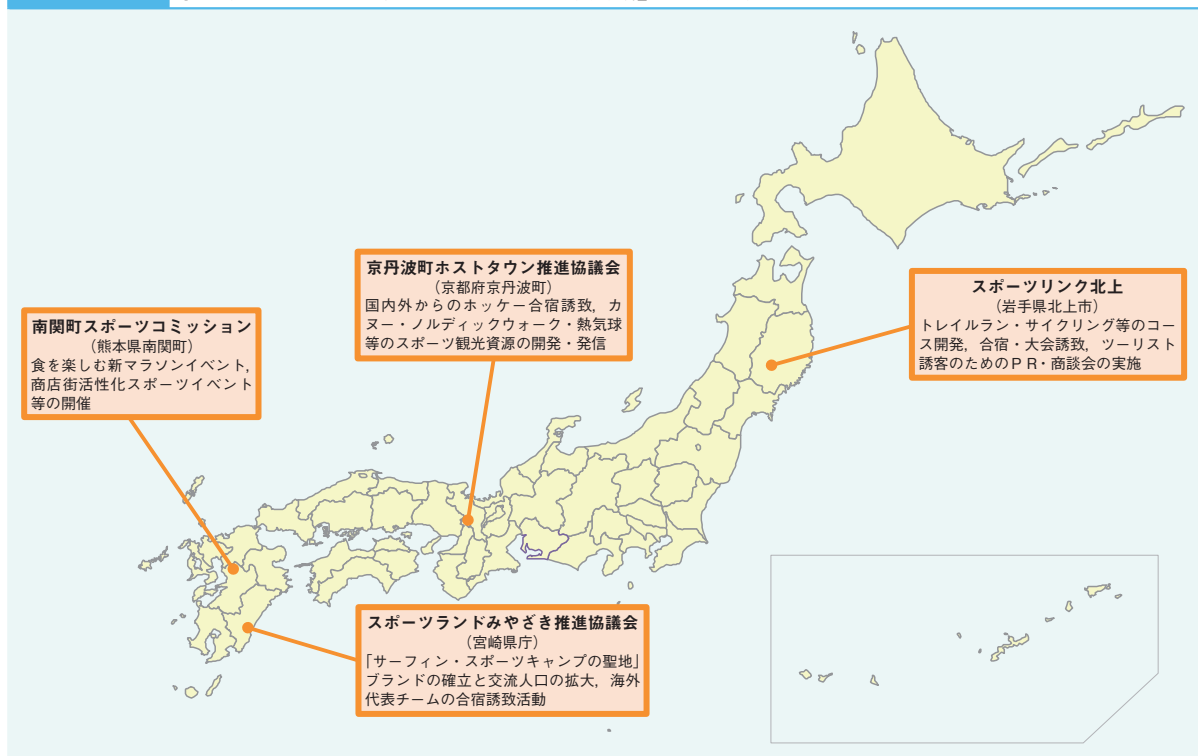 京丹波町ホストタウン推進協議会
(京都府京丹波町)
国内外からのホッケー合宿誘致,カ
ヌー・ノルディックウォーク・熱気球
等のスポーツ観光資源の開発・発信
スポーツリンク北上
(岩手県北上市)
トレイルラン・サイクリング等のコー
ス開発,合宿・大会誘致,ツーリスト
誘客のためのPR・商談会の実施
南関町スポーツコミッション
(熊本県南関町)
食を楽しむ新マラソンイベント,
商店街活性化スポーツイベント
等の開催
スポーツランドみやざき推進協議会
(宮崎県庁)
「サーフィン・スポーツキャンプの聖地」
ブランドの確立と交流人口の拡大,海外
代表チームの合宿誘致活動